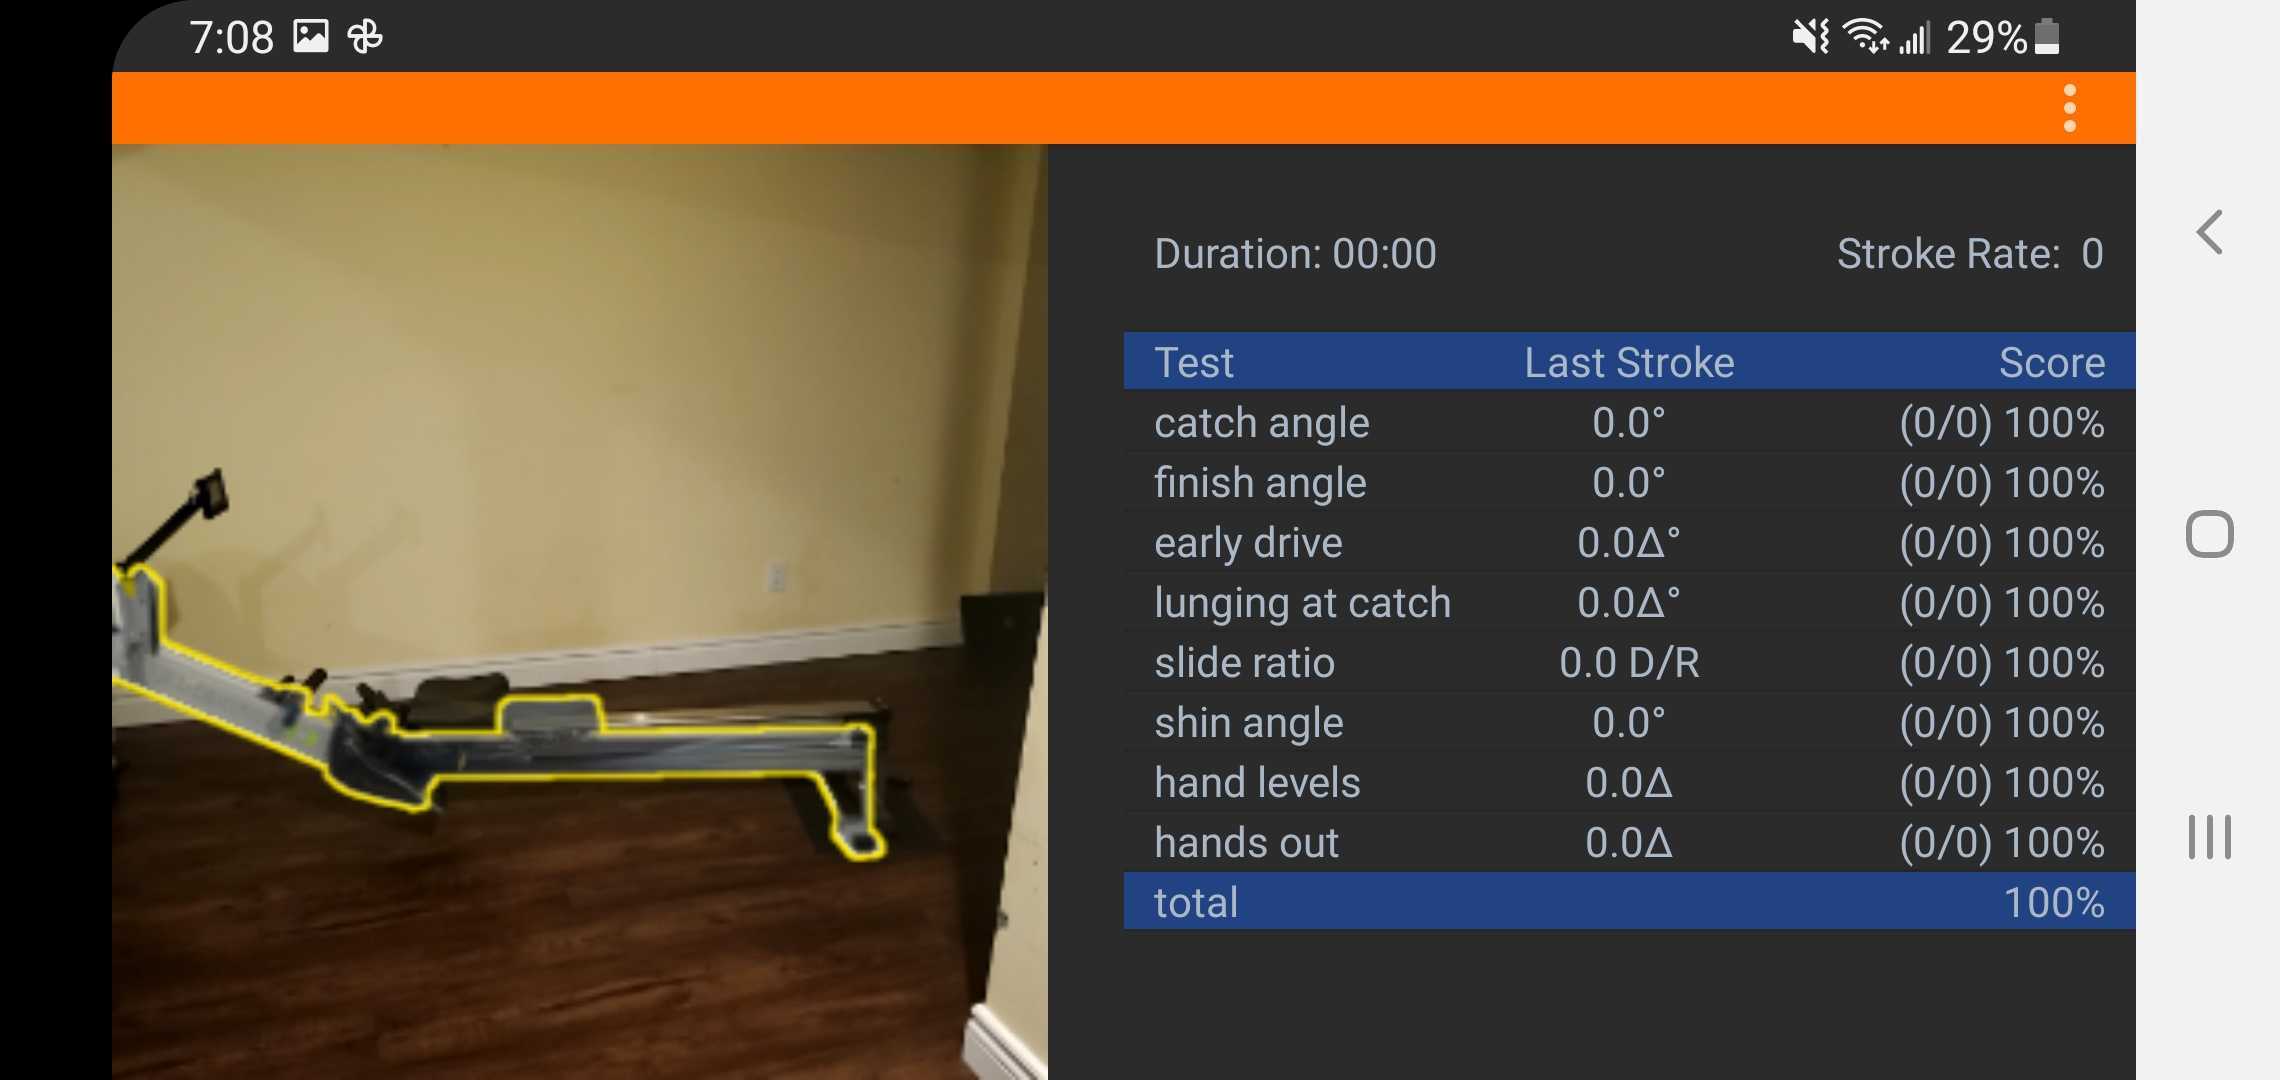 7:08 29%
Duration: 00:00 Stroke Rate: 0
Test Last Stroke Score
catch angle 0.0° (0/0) 100%
finish angle 0.0° (0/0) 100%
early drive 0.0Δ° (0/0) 100%
lunging at catch 0.0Δ° (0/0) 100%
slide ratio 0.0 D/R (0/0) 100%
shin angle 0.0° (0/0) 100%
hand levels 0.0Δ (0/0) 100%
hands out 0.0Δ (0/0) 100%
total 100%